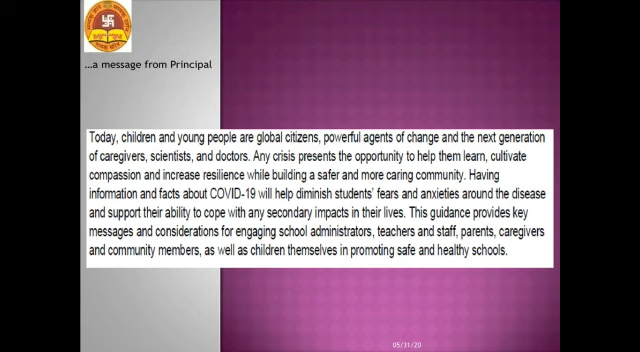 …a message from Principal
Today, children and young people are global citizens, powerful agents of change and the next generation
of caregivers, scientists, and doctors. Any crisis presents the opportunity to help them learn, cultivate
compassion and increase resilience while building a safer and more caring community. Having
information and facts about COVID-19 will help diminish students’ fears and anxieties around the disease
and support their ability to cope with any secondary impacts in their lives. This guidance provides key
messages and considerations for engaging school administrators, teachers and staff, parents, caregivers
and community members, as well as children themselves in promoting safe and healthy schools.
05/31/20